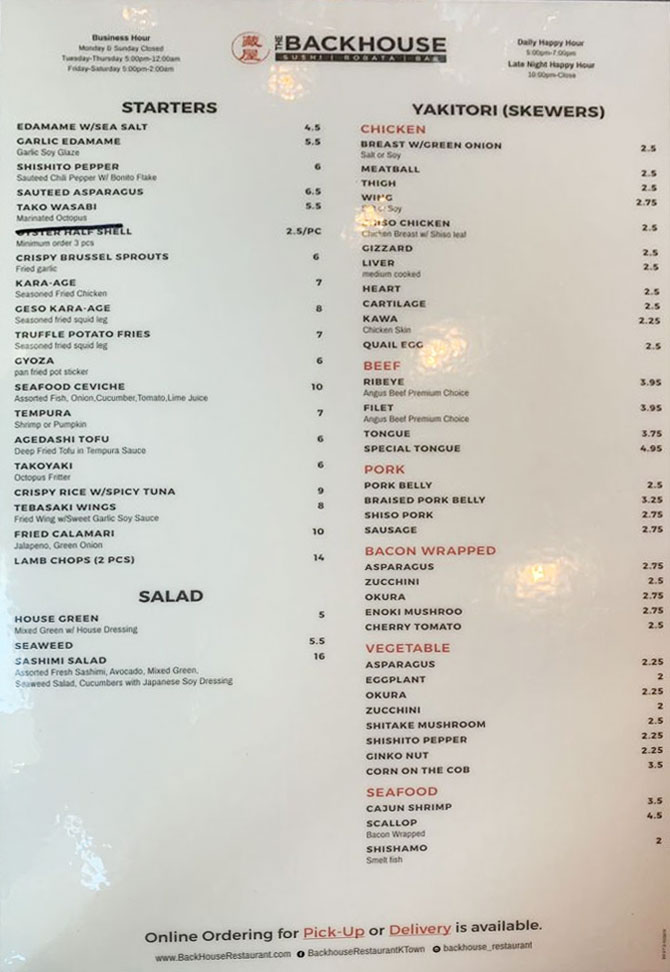 Business Hour
Monday & Sunday Closed
Tuesday-Thursday 5:00pm-12:00am
Friday-Saturday 5:00pm-2:00am
蔵屋
THE BACKHOUSE
SUSHI | ROBATA | BAR
Daily Happy Hour
5:00pm-7:00pm
Late Night Happy Hour
10:00pm-Close
STARTERS
EDAMAME W/SEA SALT 4.5
GARLIC EDAMAME 5.5
Garlic Soy Glaze
SHISHITO PEPPER 6
Sauteed Chili Pepper W/ Bonito Flake
SAUTEED ASPARAGUS 6.5
TAKO WASABI 5.5
Marinated Octopus
OYSTER HALF SHELL 2.5/PC
Minimum order 3 pcs
CRISPY BRUSSEL SPROUTS 6
Fried garlic
KARA-AGE 7
Seasoned Fried Chicken
GESO KARA-AGE 8
Seasoned fried squid leg
TRUFFLE POTATO FRIES 7
Seasoned fried squid leg
GYOZA 6
pan fried pot sticker
SEAFOOD CEVICHE 10
Assorted Fish, Onion,Cucumber,Tomato,Lime Juice
TEMPURA 7
Shrimp or Pumpkin
AGEDASHI TOFU 6
Deep Fried Tofu in Tempura Sauce
TAKOYAKI 6
Octopus Fritter
CRISPY RICE W/SPICY TUNA 9
TEBASAKI WINGS 8
Fried Wing w/Sweet Garlic Soy Sauce
FRIED CALAMARI 10
Jalapeno, Green Onion
LAMB CHOPS (2 PCS) 14
SALAD
HOUSE GREEN 5
Mixed Green w/ House Dressing
SEAWEED 5.5
SASHIMI SALAD 16
Assorted Fresh Sashimi, Avocado, Mixed Green,
Seaweed Salad, Cucumbers with Japanese Soy Dressing
YAKITORI (SKEWERS)
CHICKEN
BREAST W/GREEN ONION 2.5
Salt or Soy
MEATBALL 2.5
THIGH 2.5
WING 2.75
Salt or Soy
SHISO CHICKEN 2.5
Chicken Breast w/ Shiso leaf
GIZZARD 2.5
LIVER 2.5
medium cooked
HEART 2.5
CARTILAGE 2.5
KAWA 2.25
Chicken Skin
QUAIL EGG 2.5
BEEF
RIBEYE 3.95
Angus Beef Premium Choice
FILET 3.95
Angus Beef Premium Choice
TONGUE 3.75
SPECIAL TONGUE 4.95
PORK
PORK BELLY 2.5
BRAISED PORK BELLY 3.25
SHISO PORK 2.75
SAUSAGE 2.75
BACON WRAPPED
ASPARAGUS 2.75
ZUCCHINI 2.5
OKURA 2.75
ENOKI MUSHROO 2.75
CHERRY TOMATO 2.5
VEGETABLE
ASPARAGUS 2.25
EGGPLANT 2
OKURA 2.25
ZUCCHINI 2
SHITAKE MUSHROOM 2.5
SHISHITO PEPPER 2.25
GINKO NUT 2.25
CORN ON THE COB 3.5
SEAFOOD
CAJUN SHRIMP 3.5
SCALLOP 4.5
Bacon Wrapped
SHISHAMO 2
Smelt fish
Online Ordering for Pick-Up or Delivery is available.
www.BackHouseRestaurant.com BackhouseRestaurantKTown backhouse_restaurant